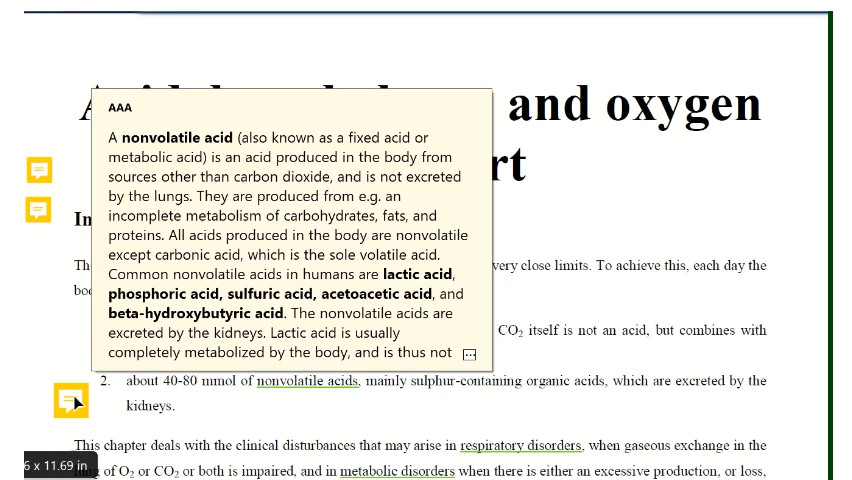 and oxygen
rt
AAA
A nonvolatile acid (also known as a fixed acid or
metabolic acid) is an acid produced in the body from
sources other than carbon dioxide, and is not excreted
by the lungs. They are produced from e.g. an
incomplete metabolism of carbohydrates, fats, and
proteins. All acids produced in the body are nonvolatile
except carbonic acid, which is the sole volatile acid.
Common nonvolatile acids in humans are lactic acid,
phosphoric acid, sulfuric acid, acetoacetic acid, and
beta-hydroxybutyric acid. The nonvolatile acids are
excreted by the kidneys. Lactic acid is usually
completely metabolized by the body, and is thus not
In
The very close limits. To achieve this, each day the
CO₂ itself is not an acid, but combines with
2. about 40-80 mmol of nonvolatile acids, mainly sulphur-containing organic acids, which are excreted by the
kidneys.
This chapter deals with the clinical disturbances that may arise in respiratory disorders, when gaseous exchange in the
of O₂ or CO₂ or both is impaired, and in metabolic disorders when there is either an excessive production, or loss,
6 x 11.69 in